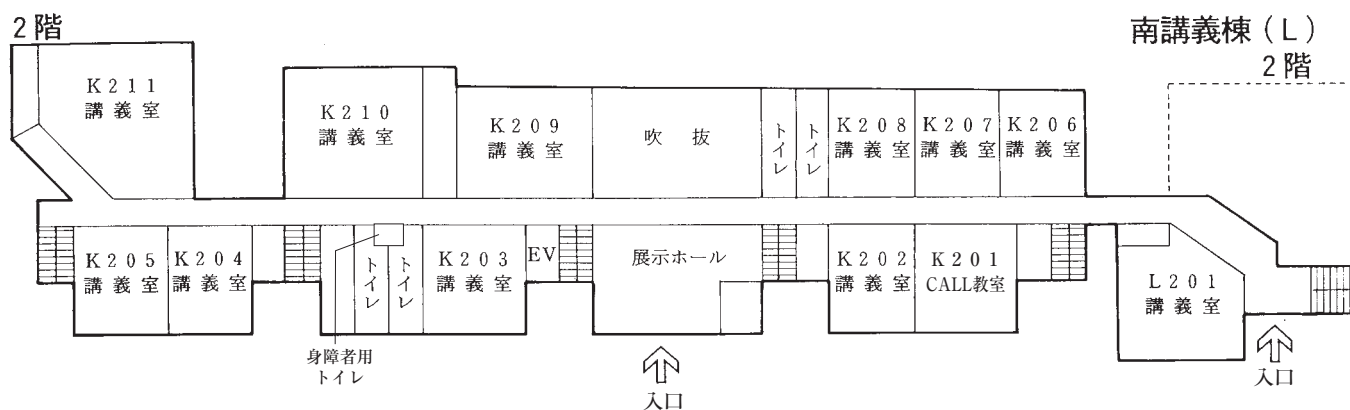 2階
南講義棟(L)
2階
K211
講義室
K210
講義室
K209
講義室
吹抜
トイレ
トイレ
K208
講義室
K207
講義室
K206
講義室
K205
講義室
K204
講義室
トイレ
トイレ
K203
講義室
EV
展示ホール
K202
講義室
K201
CALL教室
L201
講義室
身障者用
トイレ
入口
入口